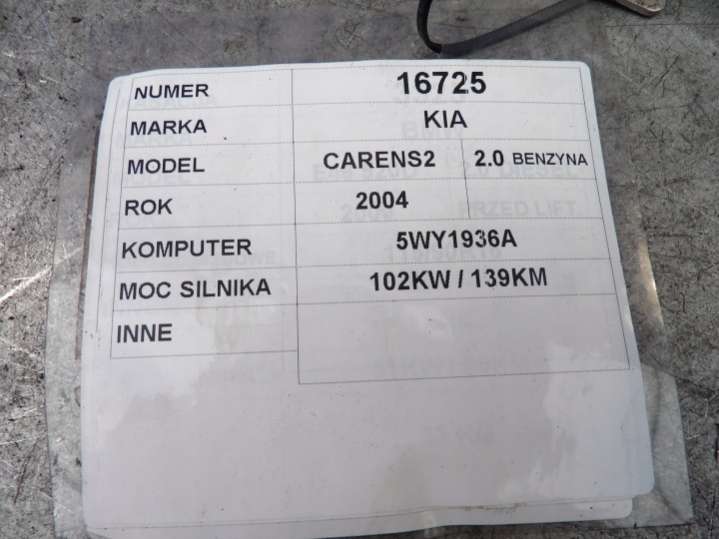 NUMER 16725
MARKA KIA
MODEL CARENS2 2.0 BENZYNA
ROK 2004
KOMPUTER 5WY1936A
MOC SILNIKA 102KW / 139KM
INNE